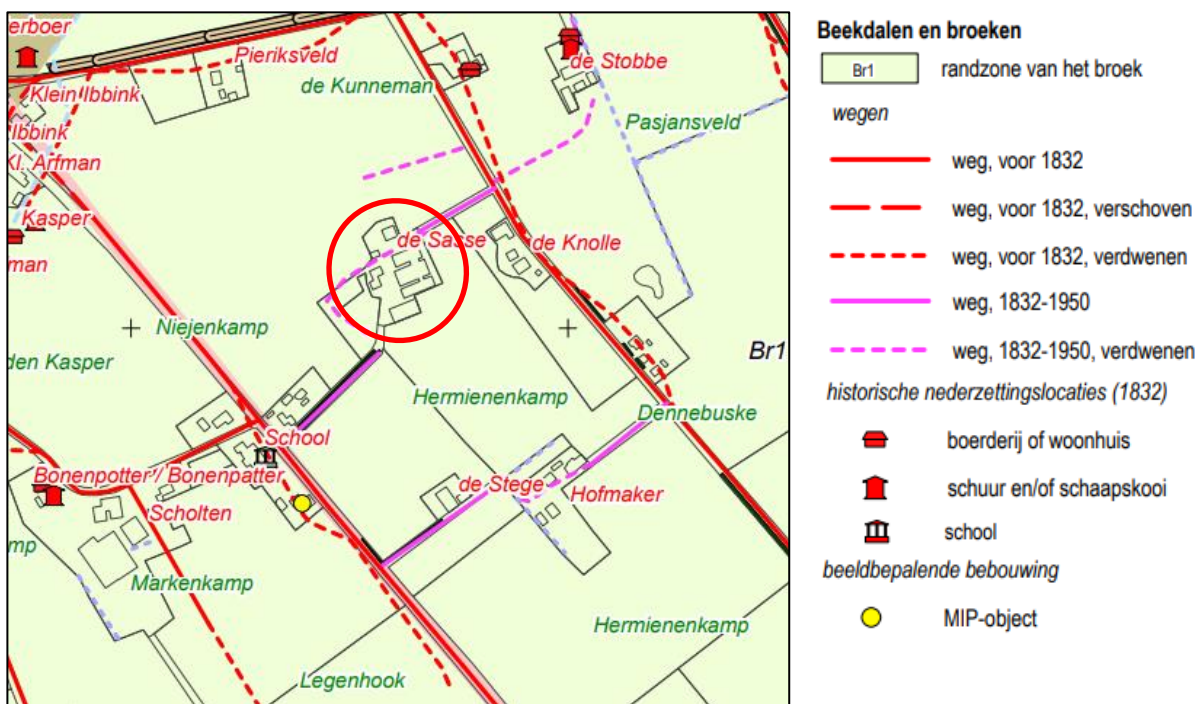 erboer
Pieriksveld
de Kunneman
de Stobbe
Klein Ibbink
Ibbink
Kl. Arfman
Pasjansveld
Kasper
man
de Sasse
de Knolle
Niejenkamp
den Kasper
Br1
Hermienenkamp
Dennebuske
School
Bonenpotter / Bonenpatter
de Stege
Hofmaker
Scholten
mp
Markenkamp
Hermienenkamp
Legenhook
Beekdalen en broeken
Br1 randzone van het broek
wegen
weg, voor 1832
weg, voor 1832, verschoven
weg, voor 1832, verdwenen
weg, 1832-1950
weg, 1832-1950, verdwenen
historische nederzettingslocaties (1832)
boerderij of woonhuis
schuur en/of schaapskooi
school
beeldbepalende bebouwing
MIP-object